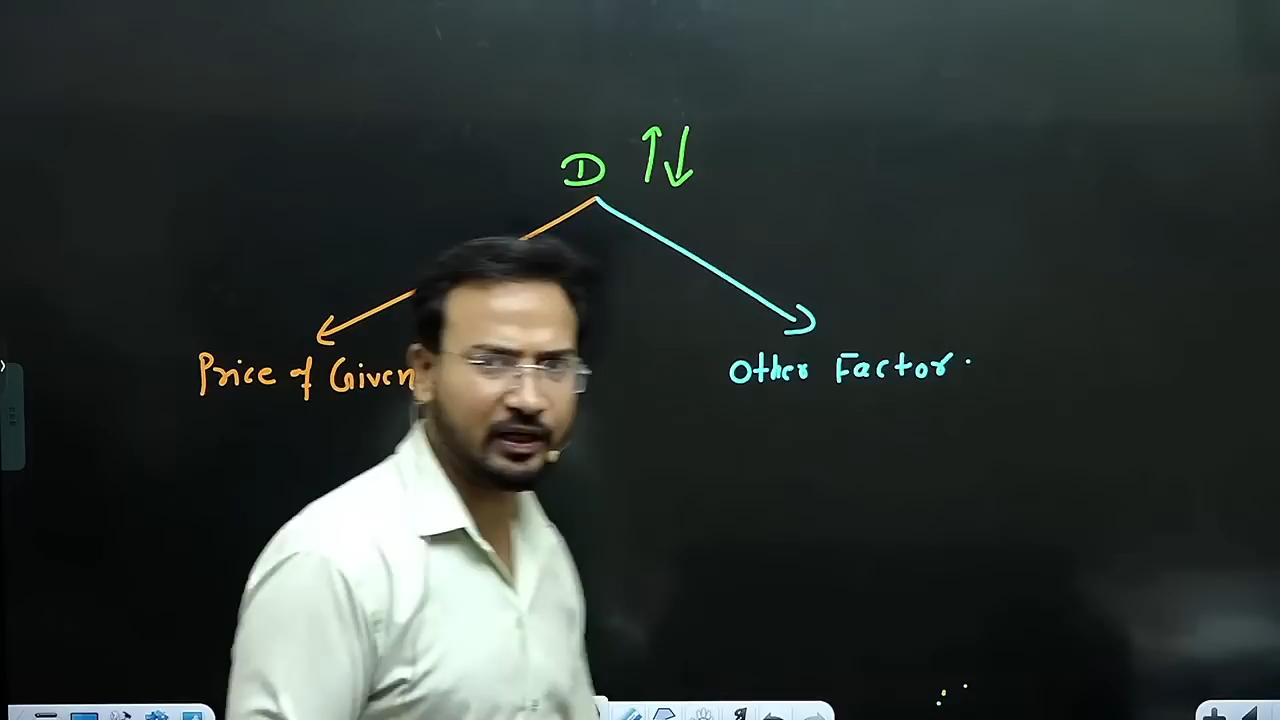 D ↑↓
Price of Given
Other Factor.